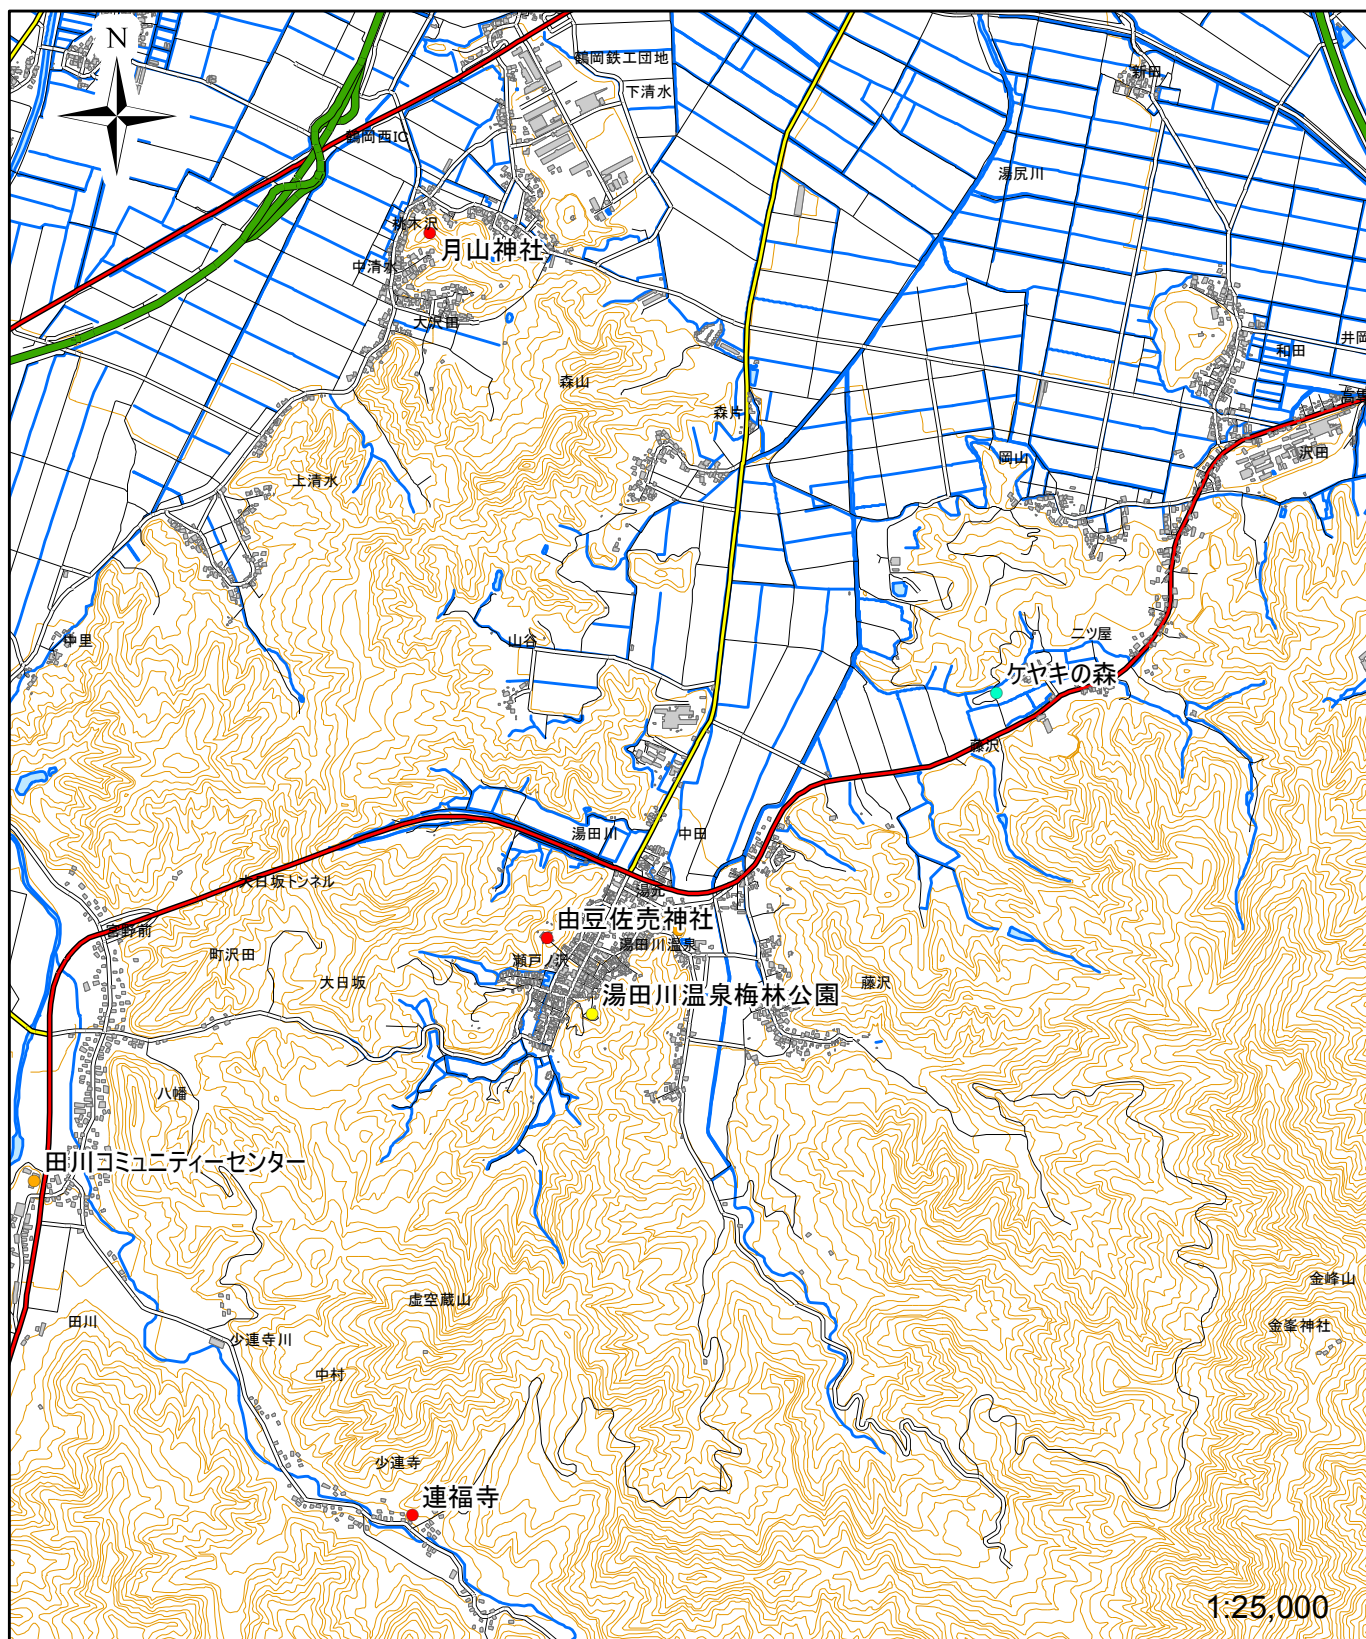 N
鶴岡鉄工団地
新田
下清水
鶴岡西IC
湯尻川
桃木沢
月山神社
中清水
大沢田
和田
井岡
森山
森片
沢田
岡山
上清水
中里
山谷
二ツ屋
ケヤキの森
藤沢
湯田川
中田
大日坂トンネル
湯元
由豆佐売神社
宮野前
湯田川温泉
町沢田
瀬戸ノ沢
大日坂
藤沢
湯田川温泉梅林公園
八幡
田川コミュニティーセンター
金峰山
虚空蔵山
田川
金峯神社
少連寺川
中村
少連寺
連福寺
1:25,000